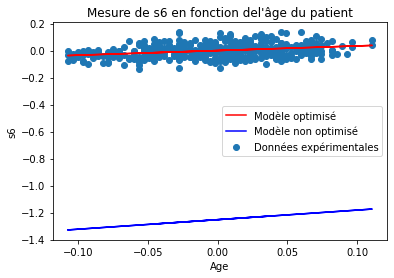 Mesure de s6 en fonction del'âge du patient
0.2
0.0
−0.2
−0.4
−0.6
−0.8
−1.0
−1.2
−1.4
s6
Modèle optimisé
Modèle non optimisé
Données expérimentales
−0.10 −0.05 0.00 0.05 0.10
Age